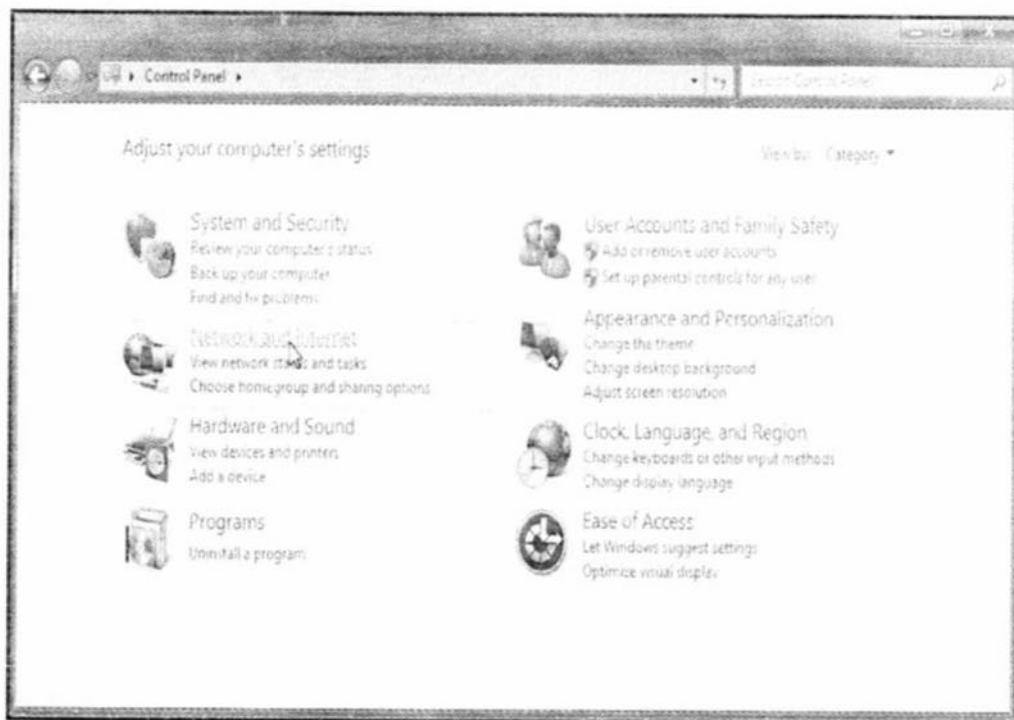 Control Panel
Search Control Panel
Adjust your computer's settings
View by: Category
System and Security
Review your computer's status
Back up your computer
Find and fix problems
Network and Internet
View network status and tasks
Choose homegroup and sharing options
Hardware and Sound
View devices and printers
Add a device
Programs
Uninstall a program
User Accounts and Family Safety
Add or remove user accounts
Set up parental controls for any user
Appearance and Personalization
Change the theme
Change desktop background
Adjust screen resolution
Clock, Language, and Region
Change keyboards or other input methods
Change display language
Ease of Access
Let Windows suggest settings
Optimize visual display